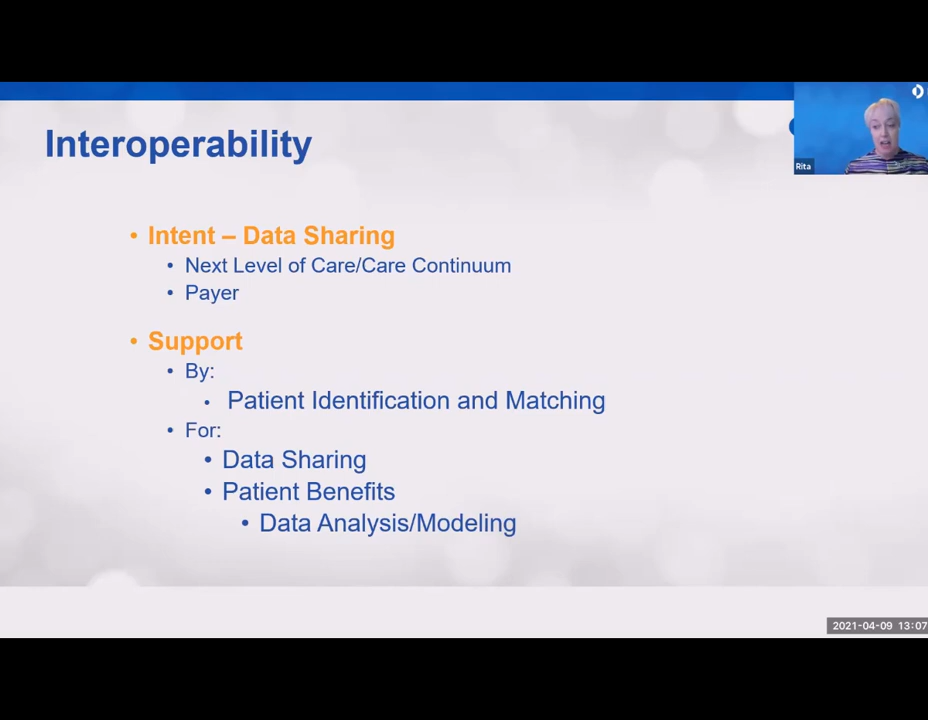 Interoperability
Rita
• Intent – Data Sharing
• Next Level of Care/Care Continuum
• Payer
• Support
• By:
• Patient Identification and Matching
• For:
• Data Sharing
• Patient Benefits
• Data Analysis/Modeling
2021-04-09 13:07